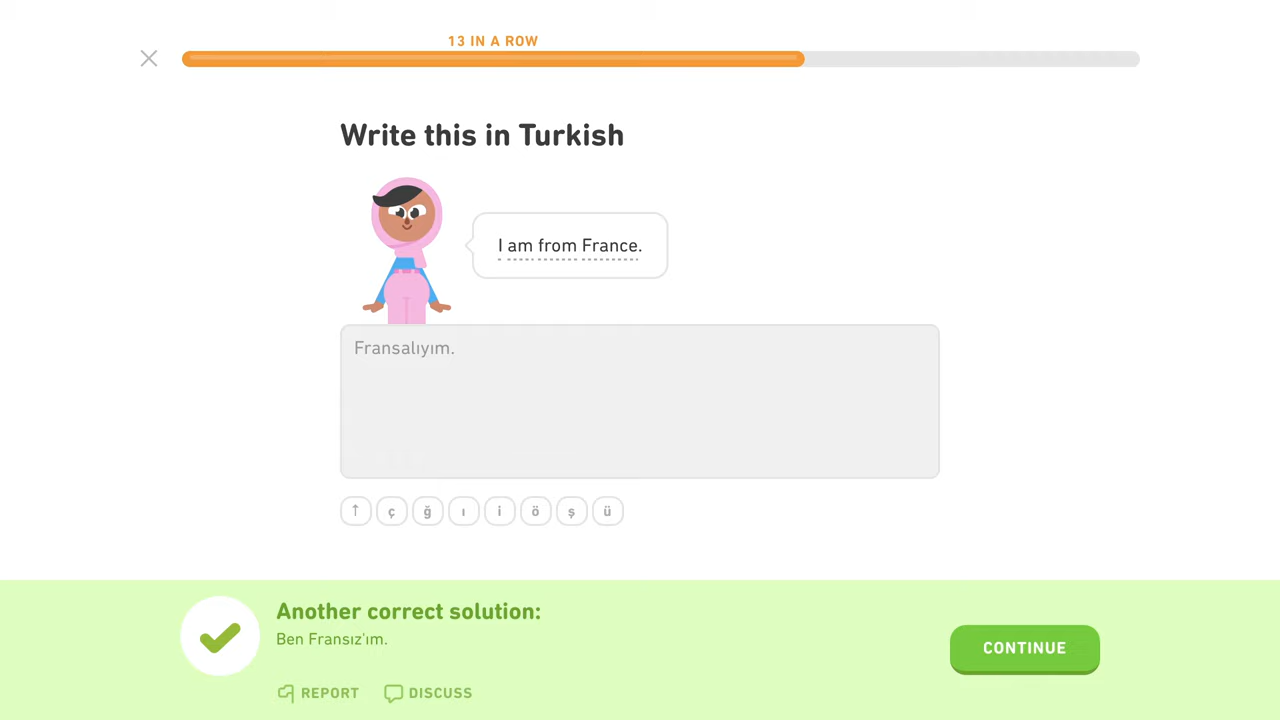 13 IN A ROW
Write this in Turkish
I am from France.
Fransalıyım.
↑ ç ğ ı i ö ş ü
Another correct solution:
Ben Fransız'ım.
CONTINUE
REPORT DISCUSS